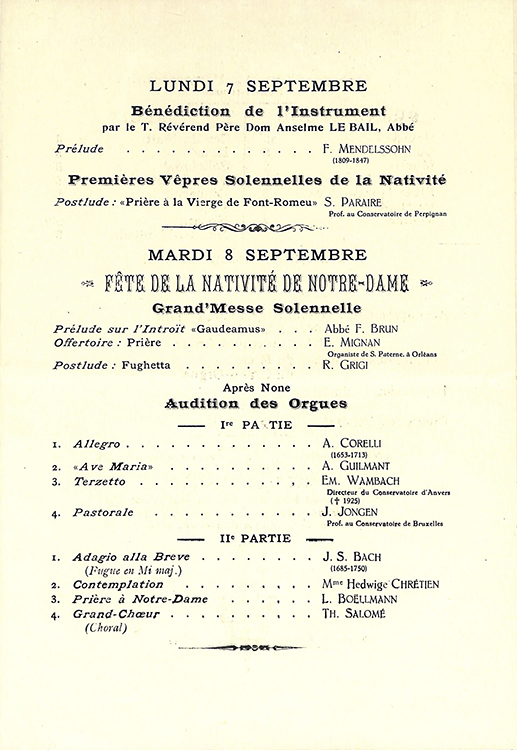 LUNDI 7 SEPTEMBRE
Bénédiction de l'Instrument
par le T. Révérend Père Dom Anselme LE BAIL, Abbé
Prélude . . . . . . . . . . . . F. MENDELSSOHN
(1809-1847)
Premières Vêpres Solennelles de la Nativité
Postlude : «Prière à la Vierge de Font-Romeu» S. PARAIRE
Prof. au Conservatoire de Perpignan
MARDI 8 SEPTEMBRE
FÊTE DE LA NATIVITÉ DE NOTRE-DAME
Grand'Messe Solennelle
Prélude sur l'Introït «Gaudeamus» . . . Abbé F. BRUN
Offertoire : Prière . . . . . . . . . E. MIGNAN
Organiste de S. Paterne, à Orléans
Postlude : Fughetta . . . . . . . . R. GRIGI
Après None
Audition des Orgues
Ire PA TIE
1. Allegro . . . . . . . . . . . . A. CORELLI
(1653-1713)
2. «Ave Maria» . . . . . . . . . A. GUILMANT
3. Terzetto . . . . . . . . . . . EM. WAMBACH
Directeur du Conservatoire d'Anvers
(† 1925)
4. Pastorale . . . . . . . . . . . J. JONGEN
Prof. au Conservatoire de Bruxelles
IIe PARTIE
1. Adagio alla Breve . . . . . . . . J. S. BACH
(Fugue en Mi maj.) (1685-1750)
2. Contemplation . . . . . . . . . Mme Hedwige CHRÉTIEN
3. Prière à Notre-Dame . . . . . . L. BOËLLMANN
4. Grand-Chœur . . . . . . . . . TH. SALOMÉ
(Choral)